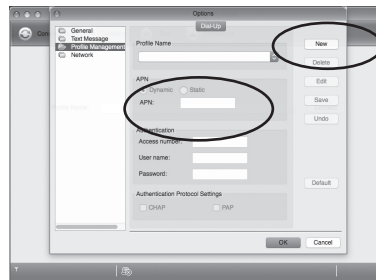 Options
General
Text Message
Profile Management
Network
Dial-Up
Profile Name
New
Delete
APN
Dynamic Static
APN:
Edit
Save
Undo
Authentication
Access number:
User name:
Password:
Default
Authentication Protocol Settings
CHAP PAP
OK Cancel